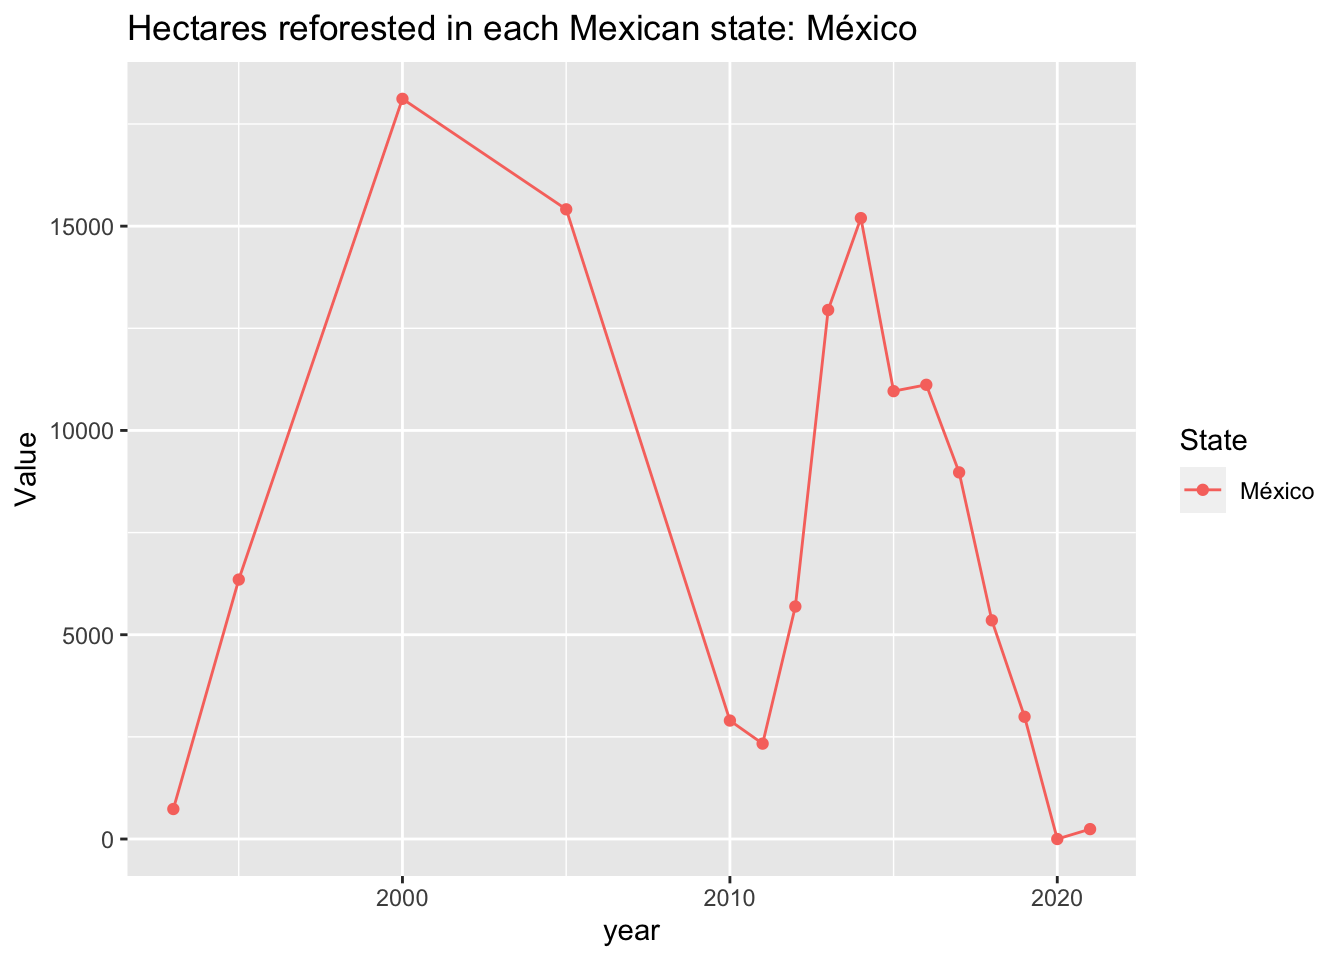 Hectares reforested in each Mexican state: México
Value
15000
10000
5000
0
2000
2010
2020
year
State
México